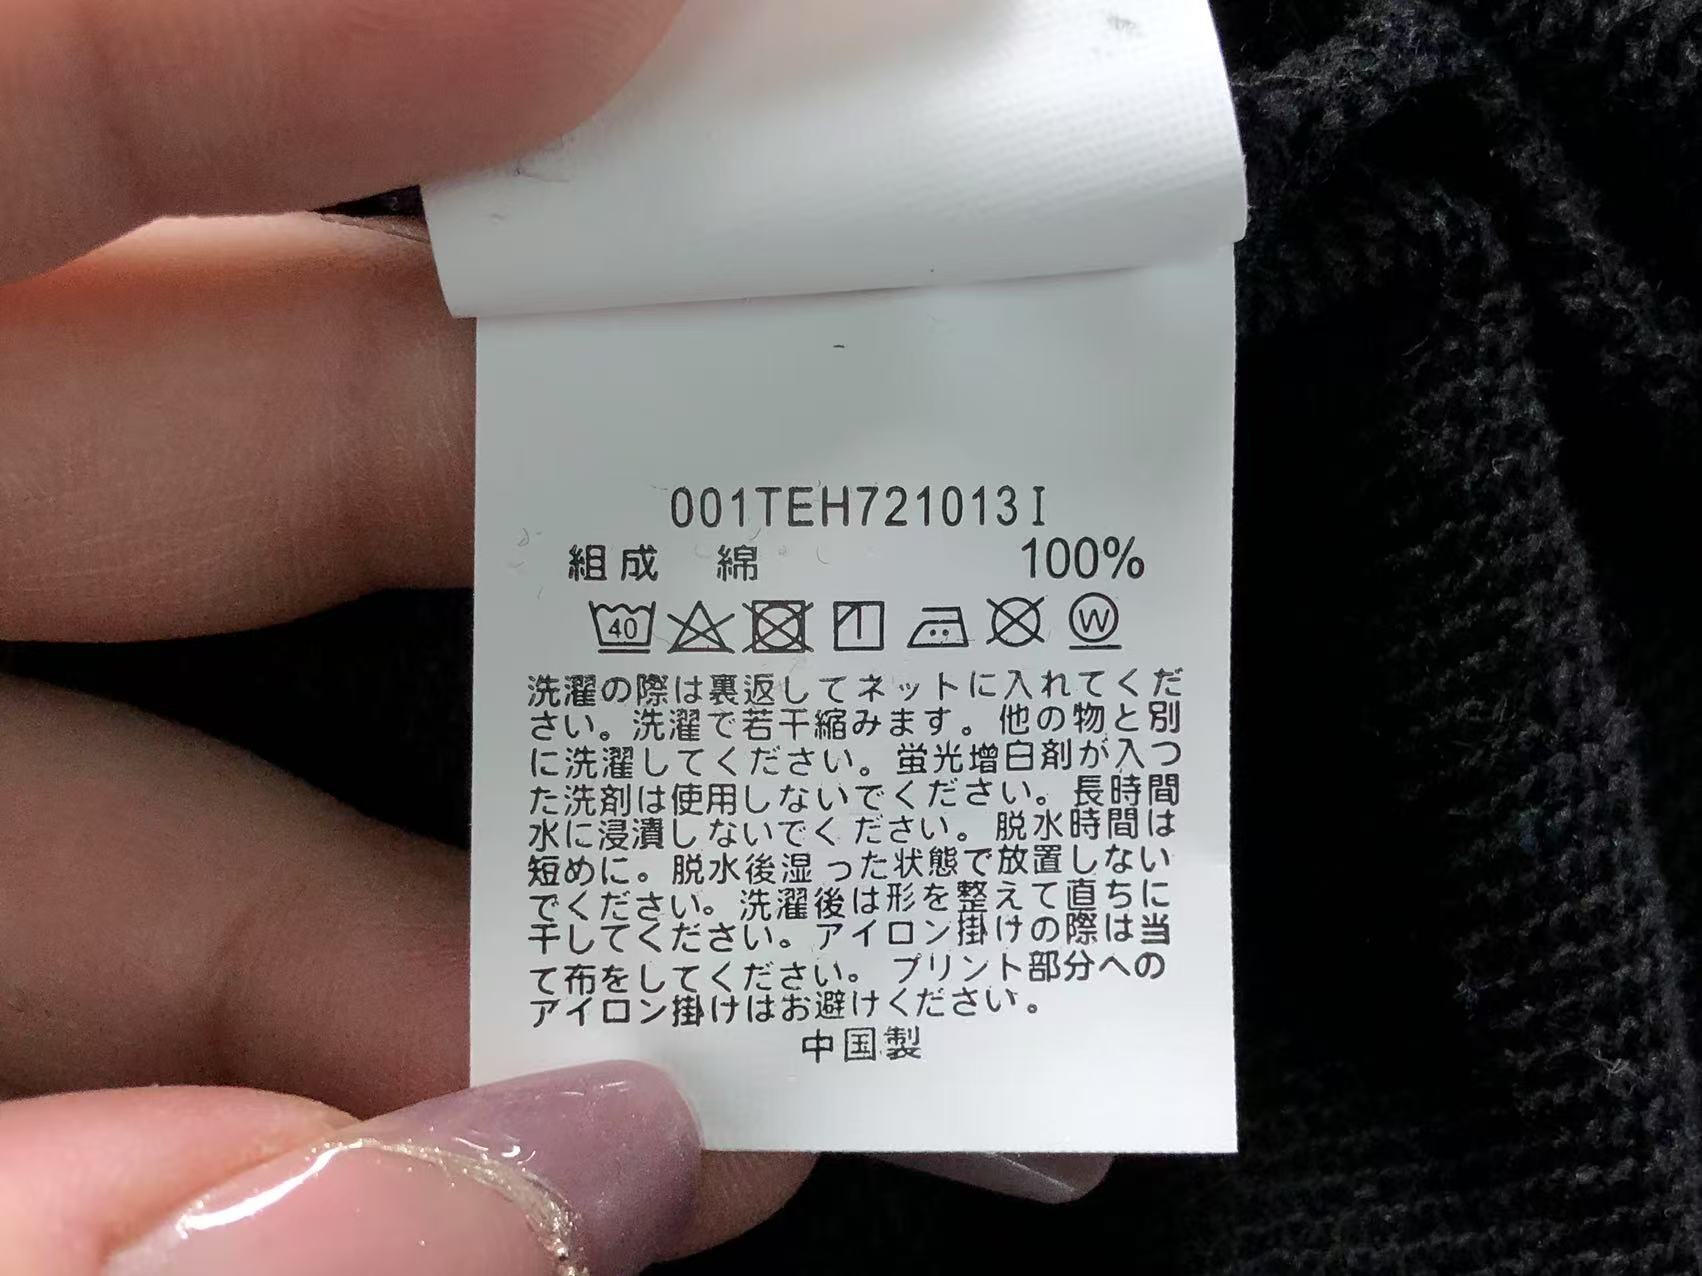 001TEH721013I
組成 綿 100%
40 W
洗濯の際は裏返してネットに入れてくだ
さい。洗濯で若干縮みます。他の物と別
に洗濯してください。蛍光増白剤が入っ
た洗剤は使用しないでください。長時間
水に浸漬しないでください。脱水時間は
短めに。脱水後湿った状態で放置しない
でください。洗濯後は形を整えて直ちに
干してください。アイロン掛けの際は当
て布をしてください。プリント部分への
アイロン掛けはお避けください。
中国製